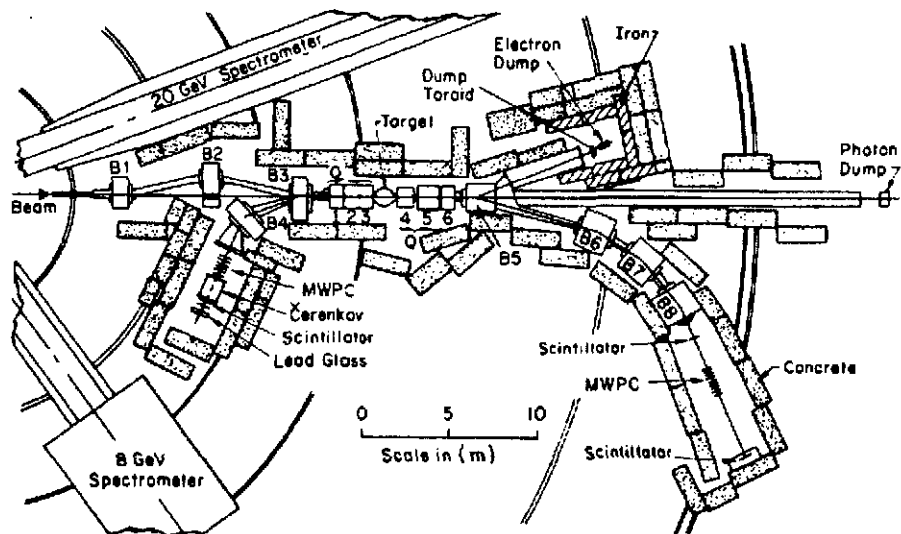 20 GeV Spectrometer
Electron
Dump
Iron
Dump
Toroid
Target
Photon
Dump
B1
B2
B3
Q
Beam
B4
1 2 3
4 5 6
Q
B5
B6
B7
B8
MWPC
Čerenkov
Scintillator
Lead Glass
Scintillator
MWPC
Concrete
Scintillator
0 5 10
Scale in (m)
8 GeV
Spectrometer